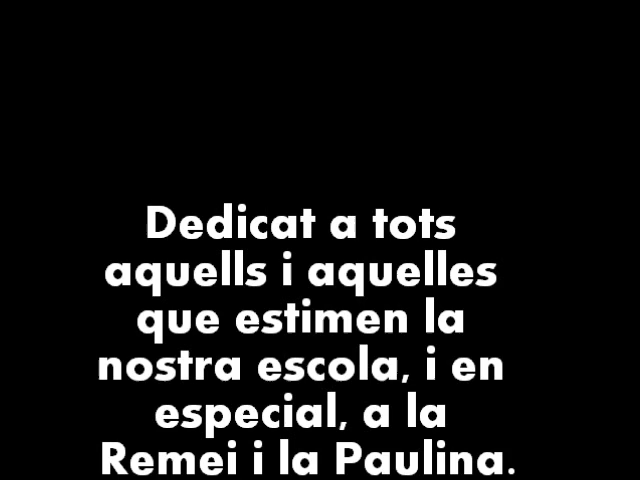 Dedicat a tots
aquells i aquelles
que estimen la
nostra escola, i en
especial, a la
Remei i la Paulina.